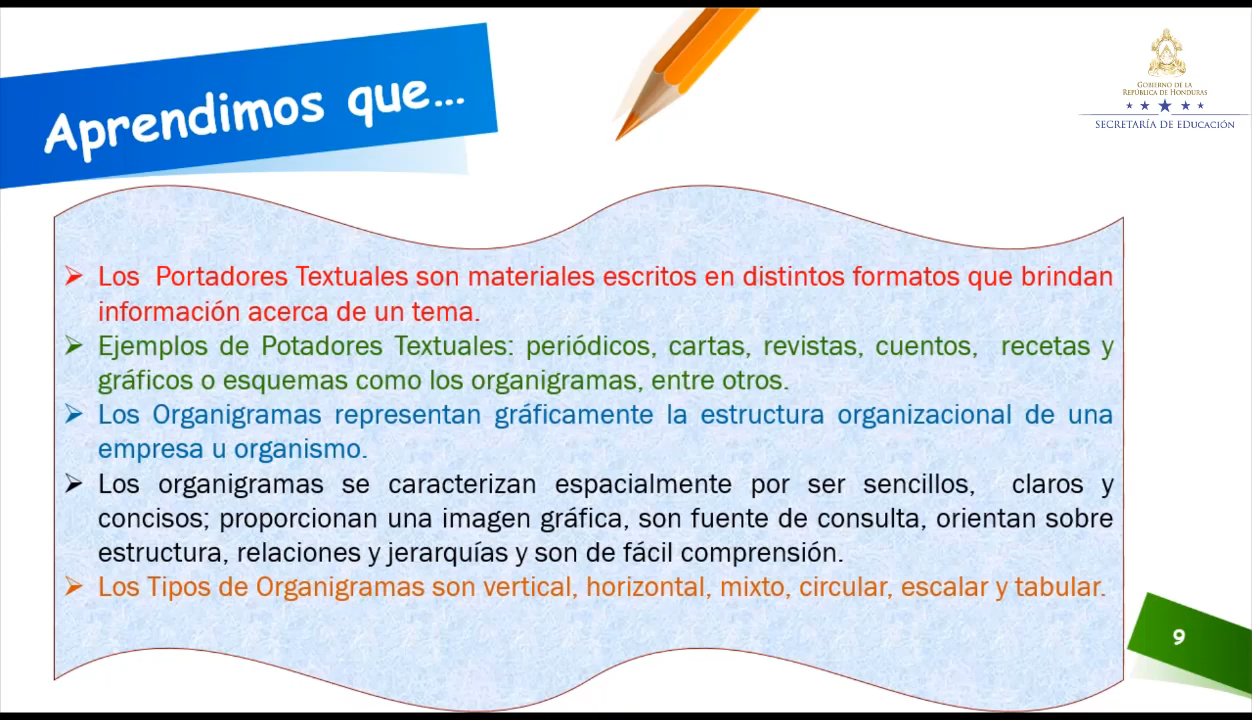 Aprendimos que...
GOBIERNO DE LA
REPÚBLICA DE HONDURAS
SECRETARÍA DE EDUCACIÓN
Los Portadores Textuales son materiales escritos en distintos formatos que brindan
información acerca de un tema.
Ejemplos de Potadores Textuales: periódicos, cartas, revistas, cuentos, recetas y
gráficos o esquemas como los organigramas, entre otros.
Los Organigramas representan gráficamente la estructura organizacional de una
empresa u organismo.
Los organigramas se caracterizan espacialmente por ser sencillos, claros y
concisos; proporcionan una imagen gráfica, son fuente de consulta, orientan sobre
estructura, relaciones y jerarquías y son de fácil comprensión.
Los Tipos de Organigramas son vertical, horizontal, mixto, circular, escalar y tabular.
9